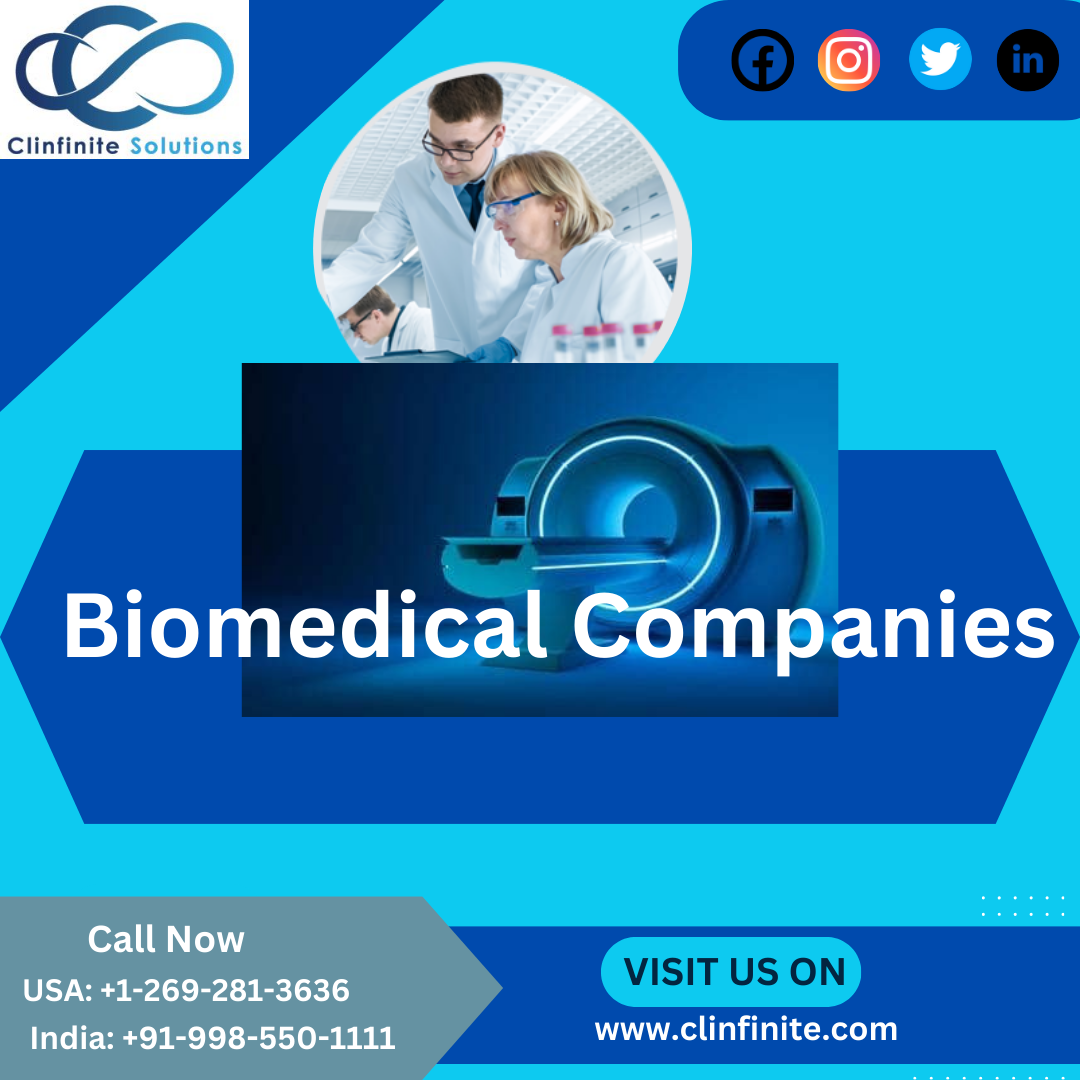 Clinfinite Solutions
Biomedical Companies
Call Now
USA: +1-269-281-3636
India: +91-998-550-1111
VISIT US ON
www.clinfinite.com